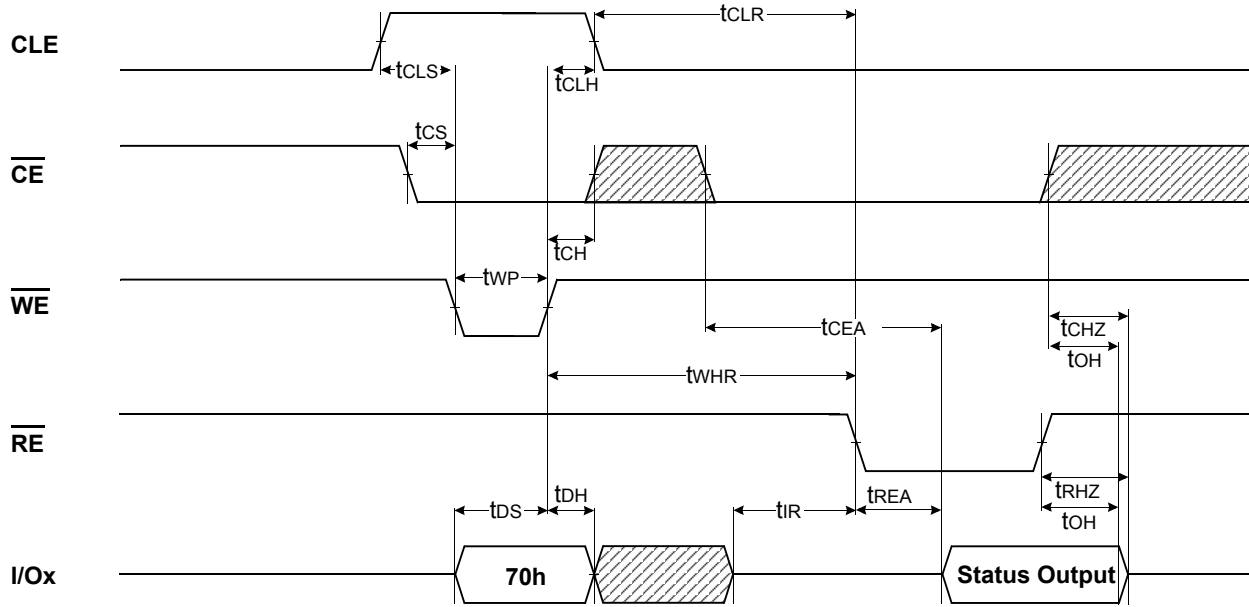 CLE
tCLR
tCLS
tCLH
CE
tCS
tCH
WE
tWP
tCEA
tCHZ
tOH
tWHR
RE
tDH
tRHZ
tDS
tIR
tREA
tOH
I/Ox
70h
Status Output